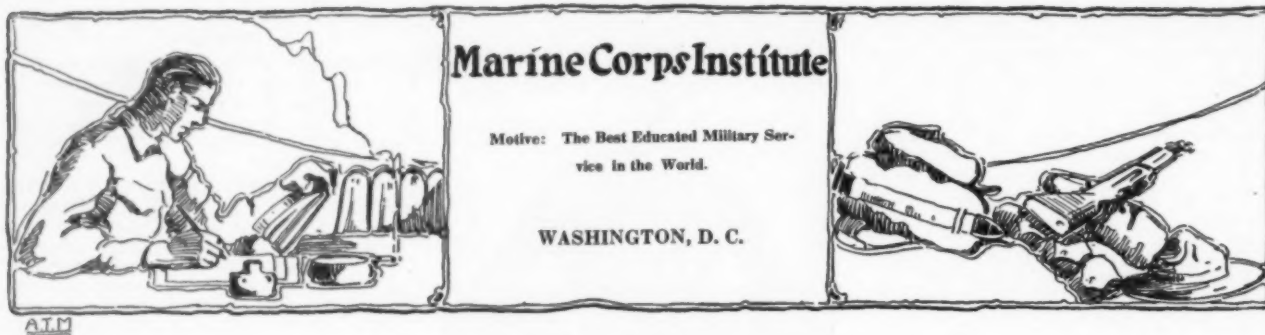 Marine Corps Institute
Motive: The Best Educated Military Ser-
vice in the World.
WASHINGTON, D. C.
A.T.M